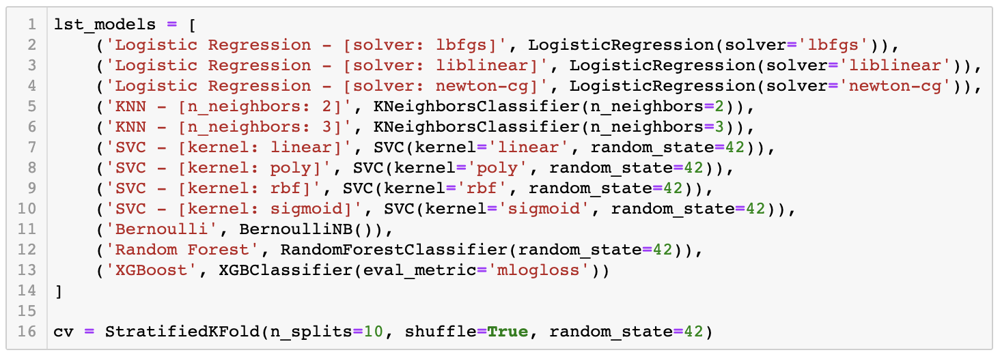 1 lst_models = [
2     ('Logistic Regression - [solver: lbfgs]', LogisticRegression(solver='lbfgs')),
3     ('Logistic Regression - [solver: liblinear]', LogisticRegression(solver='liblinear')),
4     ('Logistic Regression - [solver: newton-cg]', LogisticRegression(solver='newton-cg')),
5     ('KNN - [n_neighbors: 2]', KNeighborsClassifier(n_neighbors=2)),
6     ('KNN - [n_neighbors: 3]', KNeighborsClassifier(n_neighbors=3)),
7     ('SVC - [kernel: linear]', SVC(kernel='linear', random_state=42)),
8     ('SVC - [kernel: poly]', SVC(kernel='poly', random_state=42)),
9     ('SVC - [kernel: rbf]', SVC(kernel='rbf', random_state=42)),
10     ('SVC - [kernel: sigmoid]', SVC(kernel='sigmoid', random_state=42)),
11     ('Bernoulli', BernoulliNB()),
12     ('Random Forest', RandomForestClassifier(random_state=42)),
13     ('XGBoost', XGBClassifier(eval_metric='mlogloss'))
14 ]
15
16 cv = StratifiedKFold(n_splits=10, shuffle=True, random_state=42)